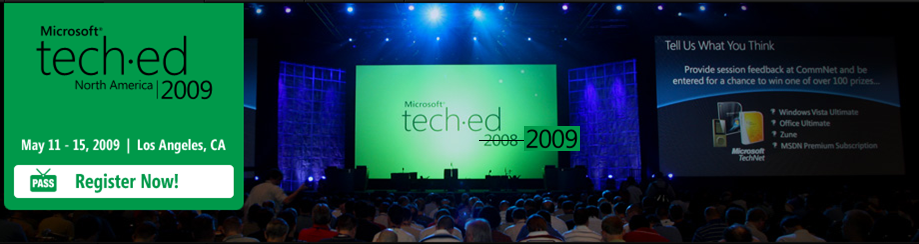 Microsoft®
tech·ed
North America | 2009
May 11 - 15, 2009 | Los Angeles, CA
PASS
Register Now!
Microsoft®
tech·ed
2008 2009
Tell Us What You Think
Provide session feedback at CommNet and be
entered for a chance to win one of over 100 prizes...
Windows Vista Ultimate
Office Ultimate
Zune
MSDN Premium Subscription
Microsoft
TechNet